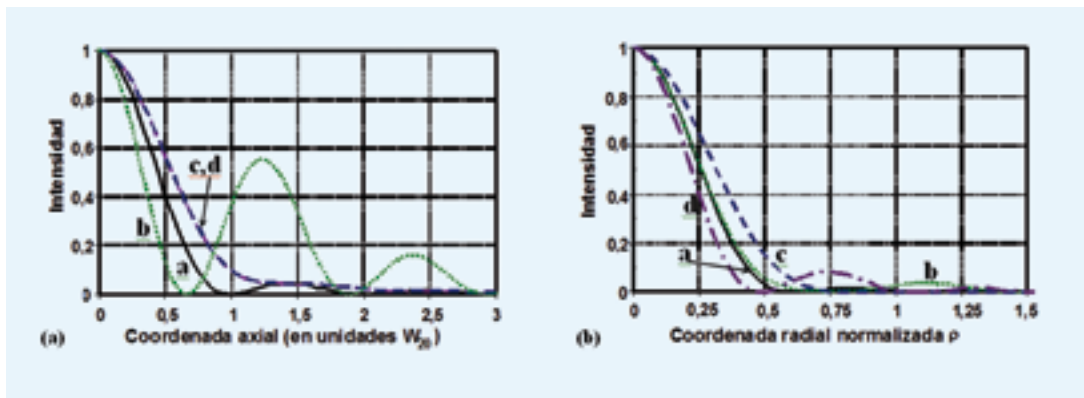 Intensidad
1
0,8
0,6
0,4
0,2
0
c,d
b
a
0 0,5 1 1,5 2 2,5 3
(a) Coordenada axial (en unidades W20)
Intensidad
1
0,8
0,6
0,4
0,2
0
d
a
c
b
0 0,25 0,5 0,75 1 1,25 1,5
(b) Coordenada radial normalizada ρ